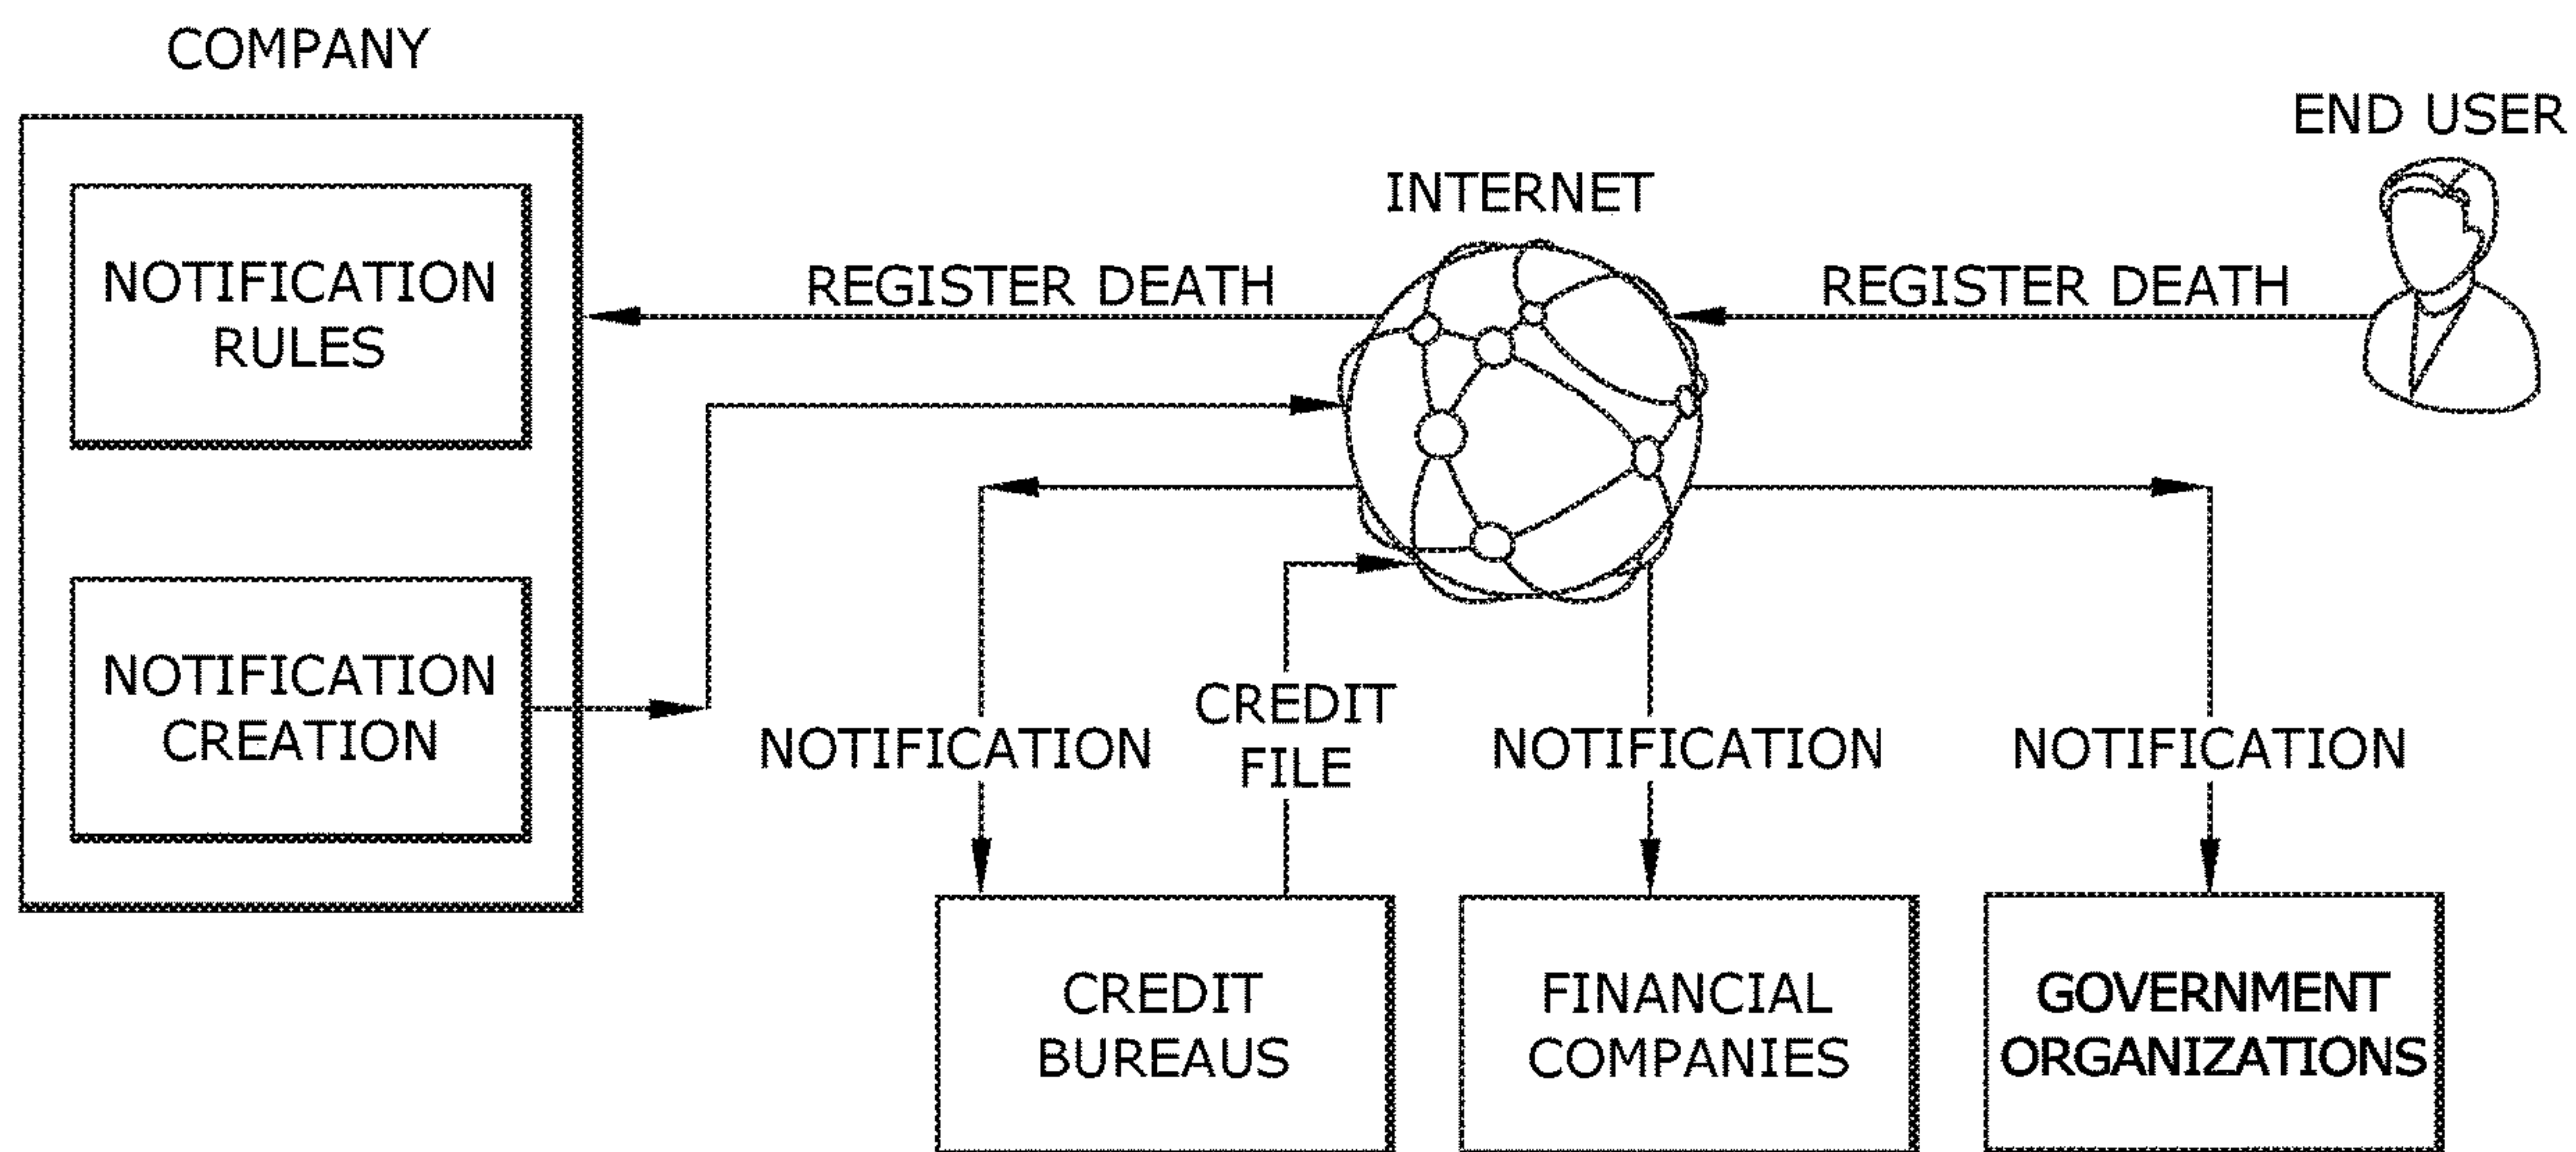 COMPANY
END USER
INTERNET
NOTIFICATION
RULES
REGISTER DEATH
REGISTER DEATH
NOTIFICATION
CREATION
NOTIFICATION
CREDIT
FILE
NOTIFICATION
NOTIFICATION
CREDIT
BUREAUS
FINANCIAL
COMPANIES
GOVERNMENT
ORGANIZATIONS